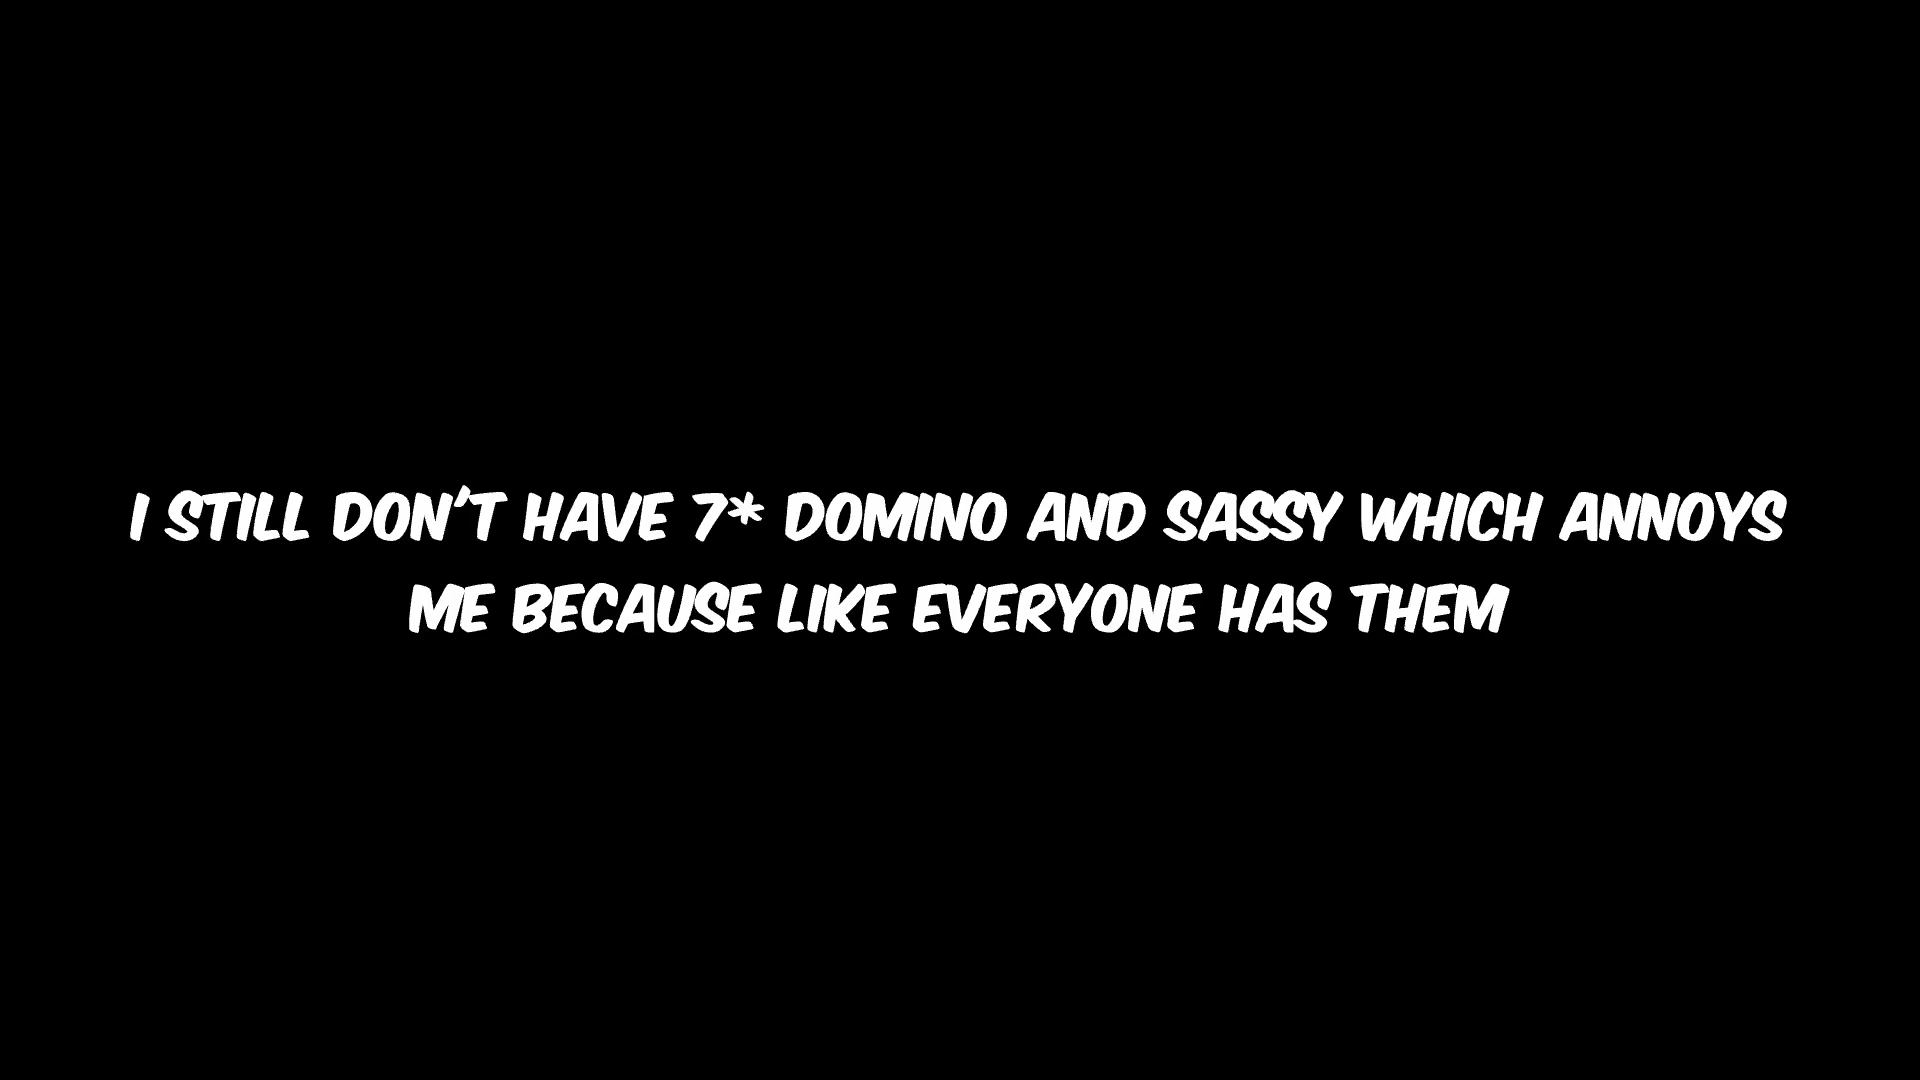 I STILL DON'T HAVE 7* DOMINO AND SASSY WHICH ANNOYS
ME BECAUSE LIKE EVERYONE HAS THEM